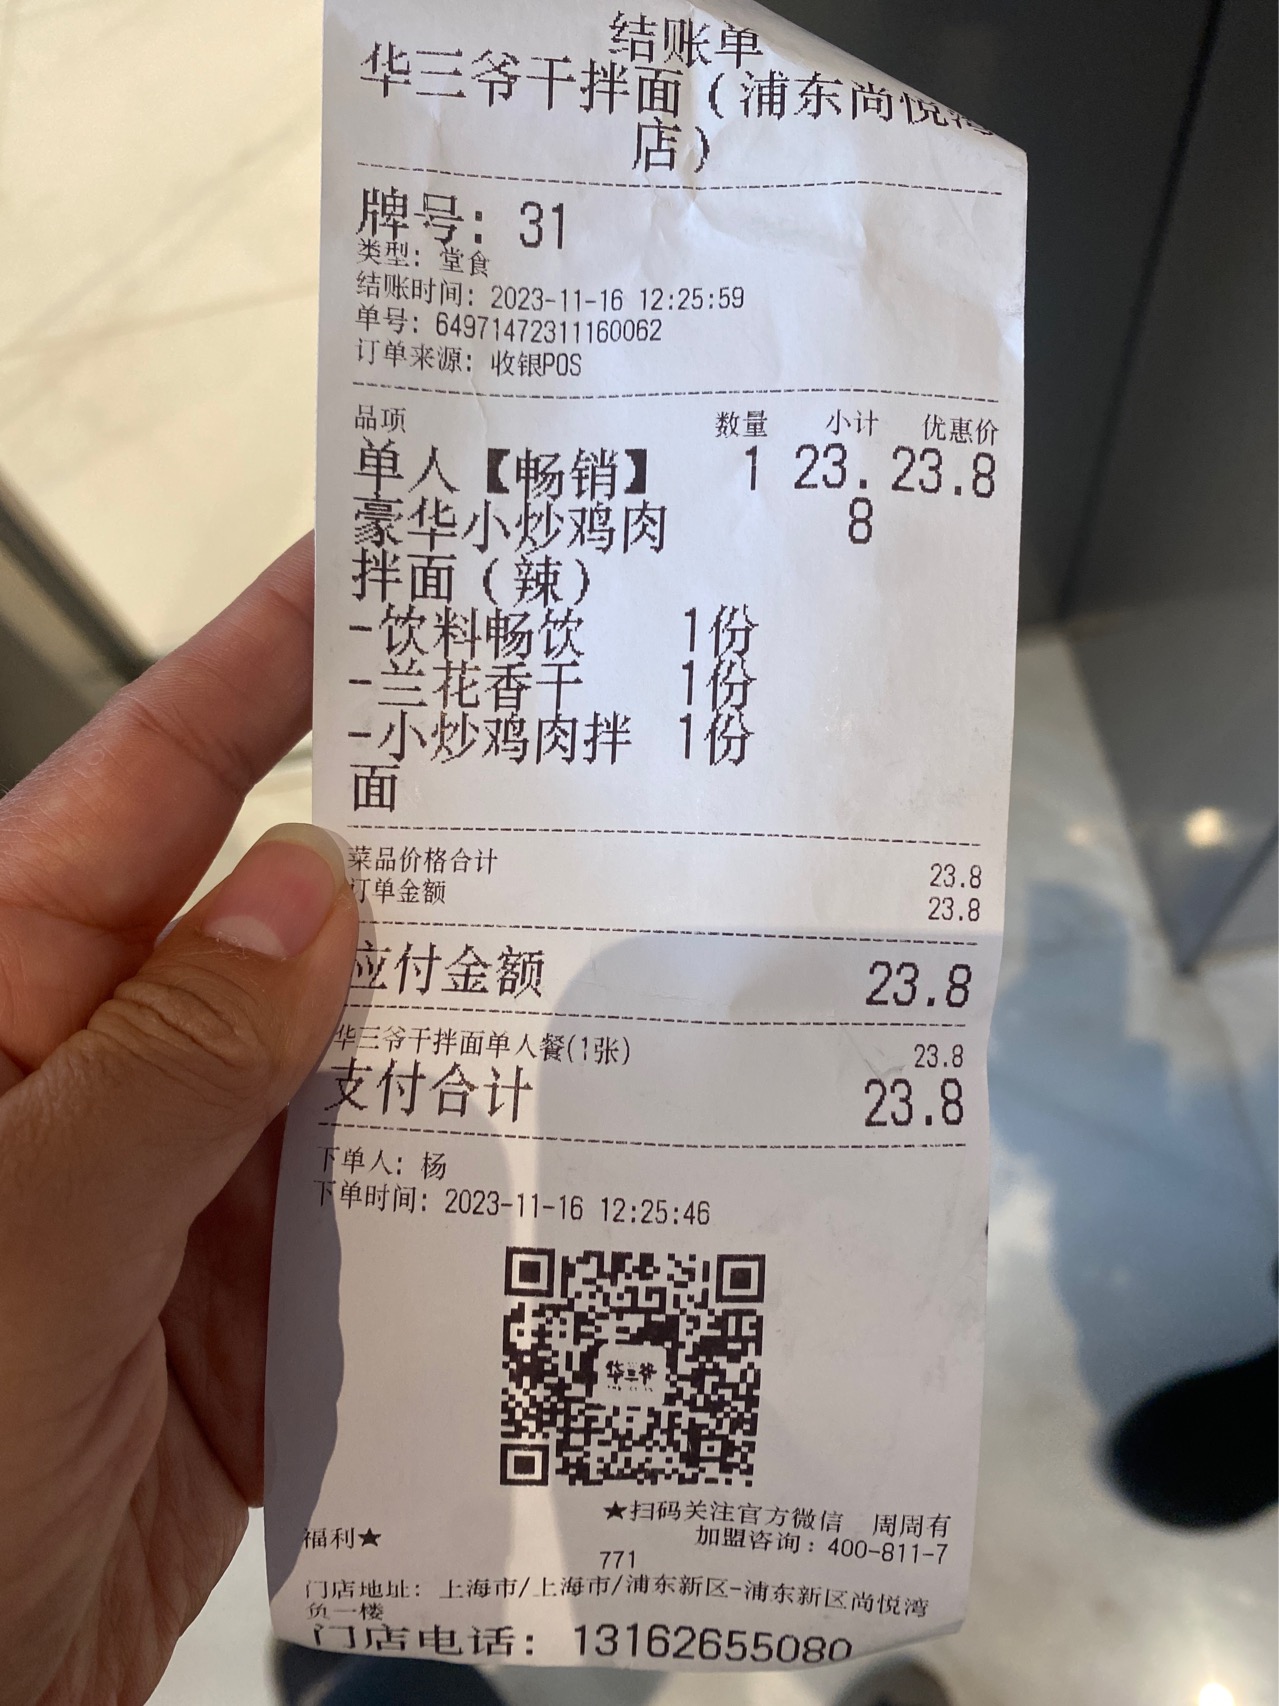 结账单
华三爷干拌面(浦东尚悦湾
店)
牌号: 31
类型: 堂食
结账时间: 2023-11-16 12:25:59
单号: 64971472311160062
订单来源: 收银POS
品项 数量 小计 优惠价
单人【畅销】 1 23. 23.8
豪华小炒鸡肉 8
拌面(辣)
-饮料畅饮 1份
-兰花香干 1份
-小炒鸡肉拌 1份
面
菜品价格合计 23.8
订单金额 23.8
应付金额 23.8
华三爷干拌面单人餐(1张) 23.8
支付合计 23.8
下单人: 杨
下单时间: 2023-11-16 12:25:46
华三爷
★扫码关注官方微信 周周有
福利★ 加盟咨询:400-811-7
771
门店地址: 上海市/上海市/浦东新区-浦东新区尚悦湾
负一楼
门店电话: 13162655080